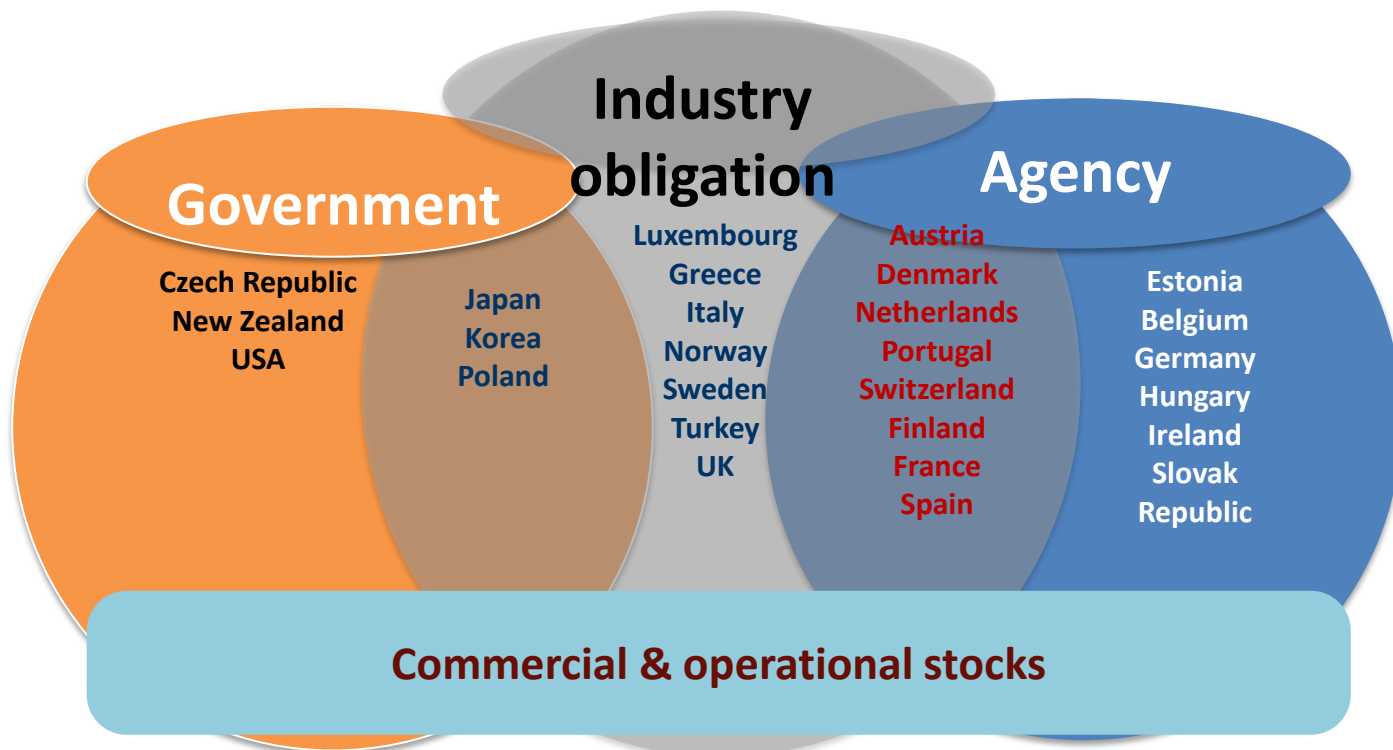 Industry
obligation
Government
Agency
Czech Republic
New Zealand
USA
Japan
Korea
Poland
Luxembourg
Greece
Italy
Norway
Sweden
Turkey
UK
Austria
Denmark
Netherlands
Portugal
Switzerland
Finland
France
Spain
Estonia
Belgium
Germany
Hungary
Ireland
Slovak
Republic
Commercial & operational stocks